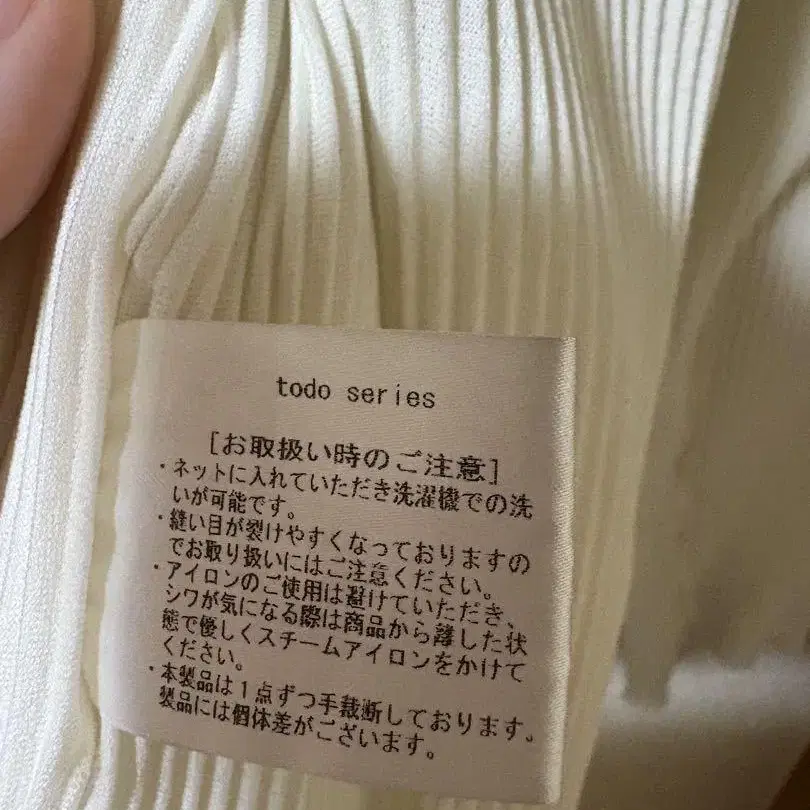 todo series
[お取扱い時のご注意]
・ネットに入れていただき洗濯機での洗
いが可能です。
・縫い目が裂けやすくなっておりますの
でお取り扱いにはご注意ください。
・アイロンのご使用は避けていただき、
シワが気になる際は商品から離した状
態で優しくスチームアイロンをかけて
ください。
・本製品は1点ずつ手裁断しております。
製品には個体差がございます。